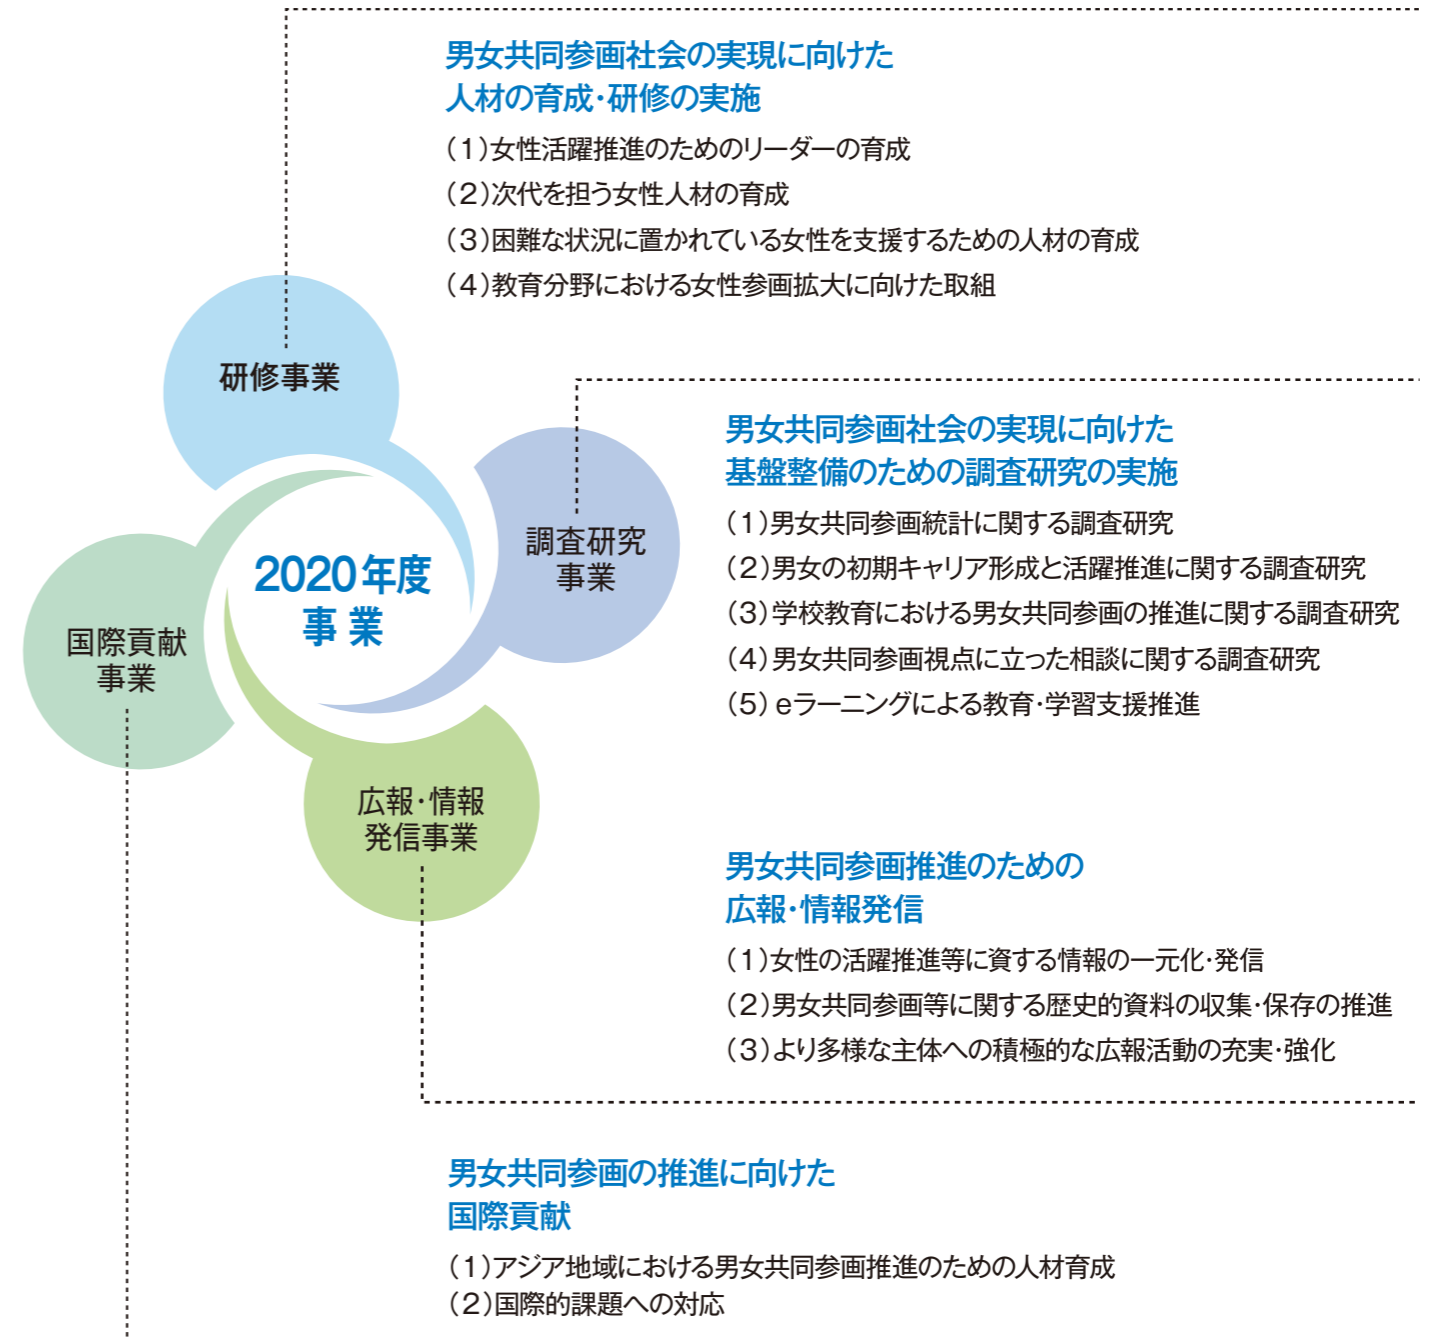 男女共同参画社会の実現に向けた
人材の育成・研修の実施
（1）女性活躍推進のためのリーダーの育成
（2）次代を担う女性人材の育成
（3）困難な状況に置かれている女性を支援するための人材の育成
（4）教育分野における女性参画拡大に向けた取組
研修事業
男女共同参画社会の実現に向けた
基盤整備のための調査研究の実施
（1）男女共同参画統計に関する調査研究
（2）男女の初期キャリア形成と活躍推進に関する調査研究
（3）学校教育における男女共同参画の推進に関する調査研究
（4）男女共同参画視点に立った相談に関する調査研究
（5）eラーニングによる教育・学習支援推進
調査研究
事業
2020年度
事業
国際貢献
事業
広報・情報
発信事業
男女共同参画推進のための
広報・情報発信
（1）女性の活躍推進等に資する情報の一元化・発信
（2）男女共同参画等に関する歴史的資料の収集・保存の推進
（3）より多様な主体への積極的な広報活動の充実・強化
男女共同参画の推進に向けた
国際貢献
（1）アジア地域における男女共同参画推進のための人材育成
（2）国際的課題への対応